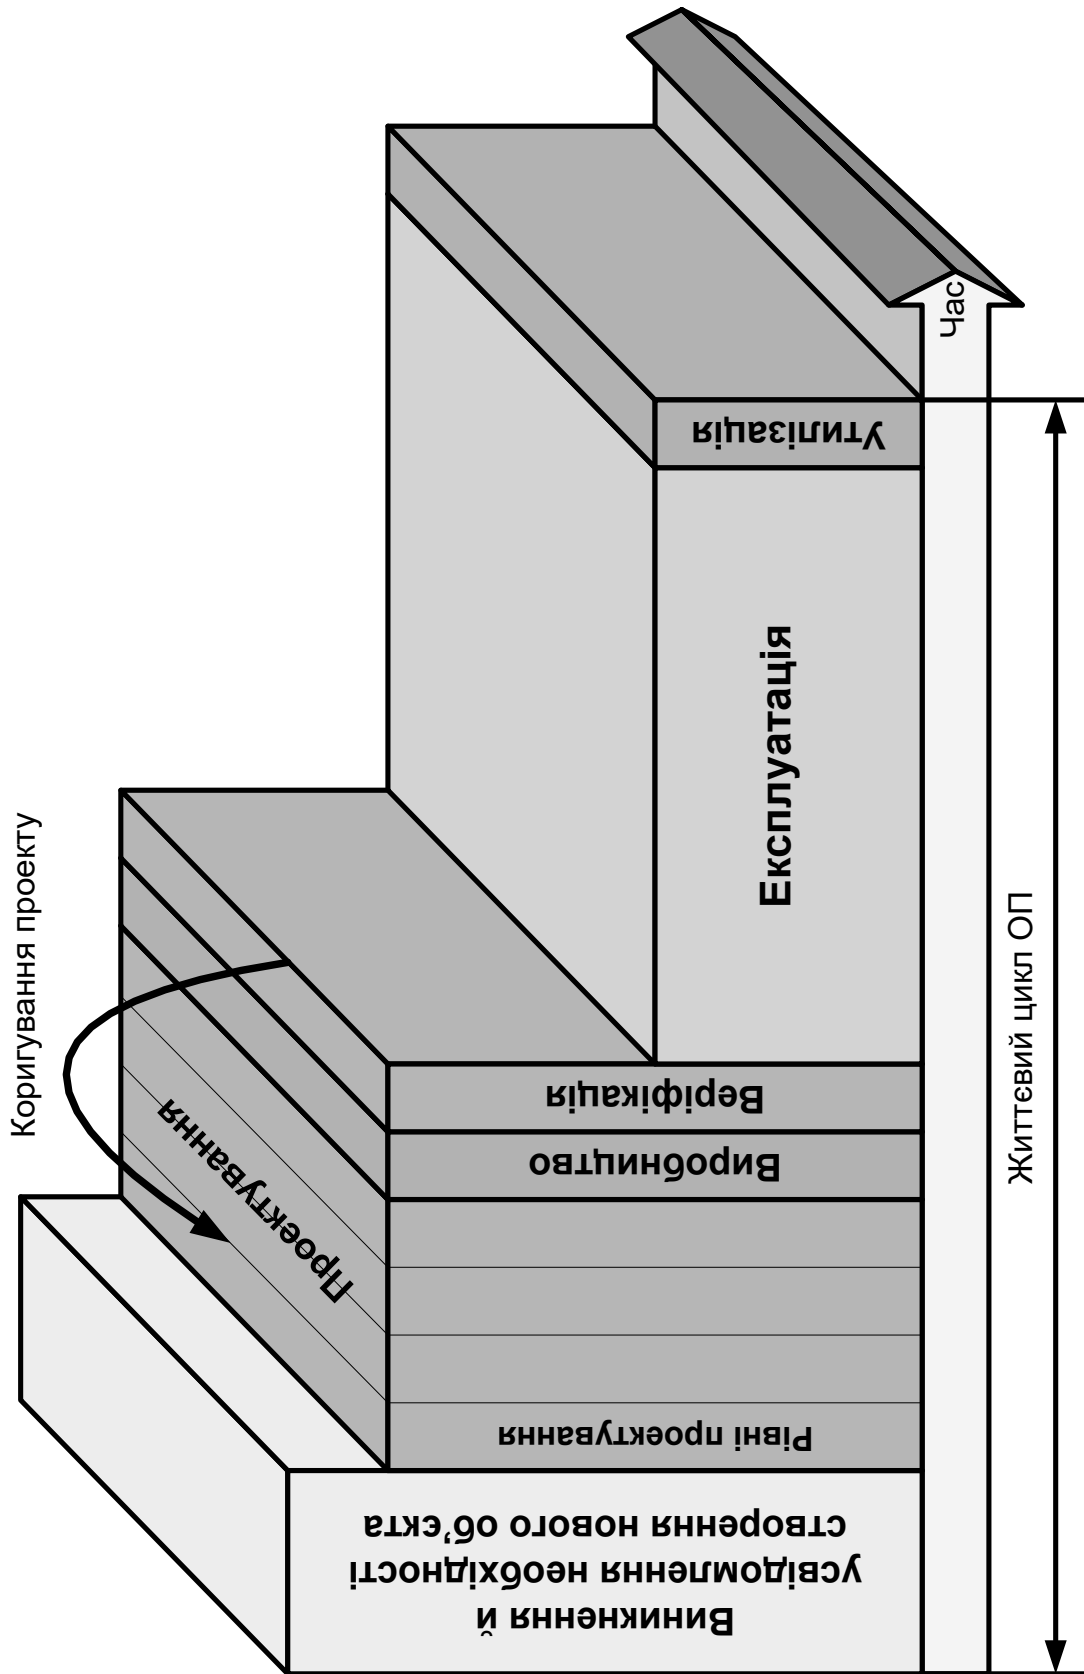 Коригування проекту
Виникнення й
усвідомлення необхідності
створення нового об'єкта
Рівні проектування
Проектування
Виробництво
Веріфікація
Експлуатація
Утилізація
Час
Життєвий цикл ОП